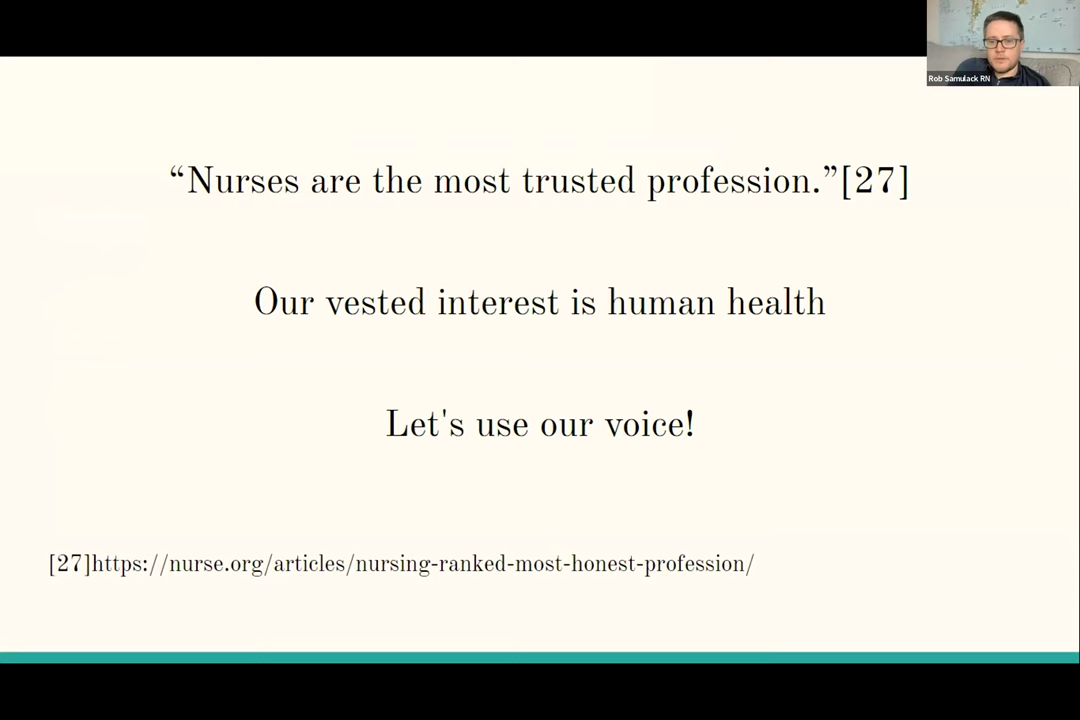 Rob Samulack RN
“Nurses are the most trusted profession.”[27]
Our vested interest is human health
Let's use our voice!
[27]https://nurse.org/articles/nursing-ranked-most-honest-profession/